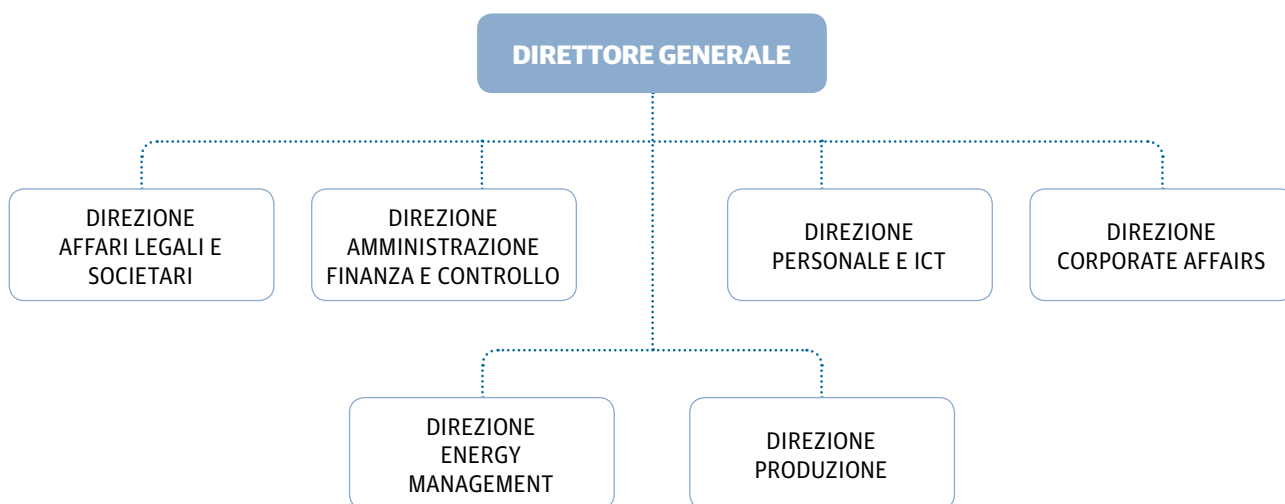 DIRETTORE GENERALE
DIREZIONE
AFFARI LEGALI E
SOCIETARI
DIREZIONE
AMMINISTRAZIONE
FINANZA E CONTROLLO
DIREZIONE
PERSONALE E ICT
DIREZIONE
CORPORATE AFFAIRS
DIREZIONE
ENERGY
MANAGEMENT
DIREZIONE
PRODUZIONE